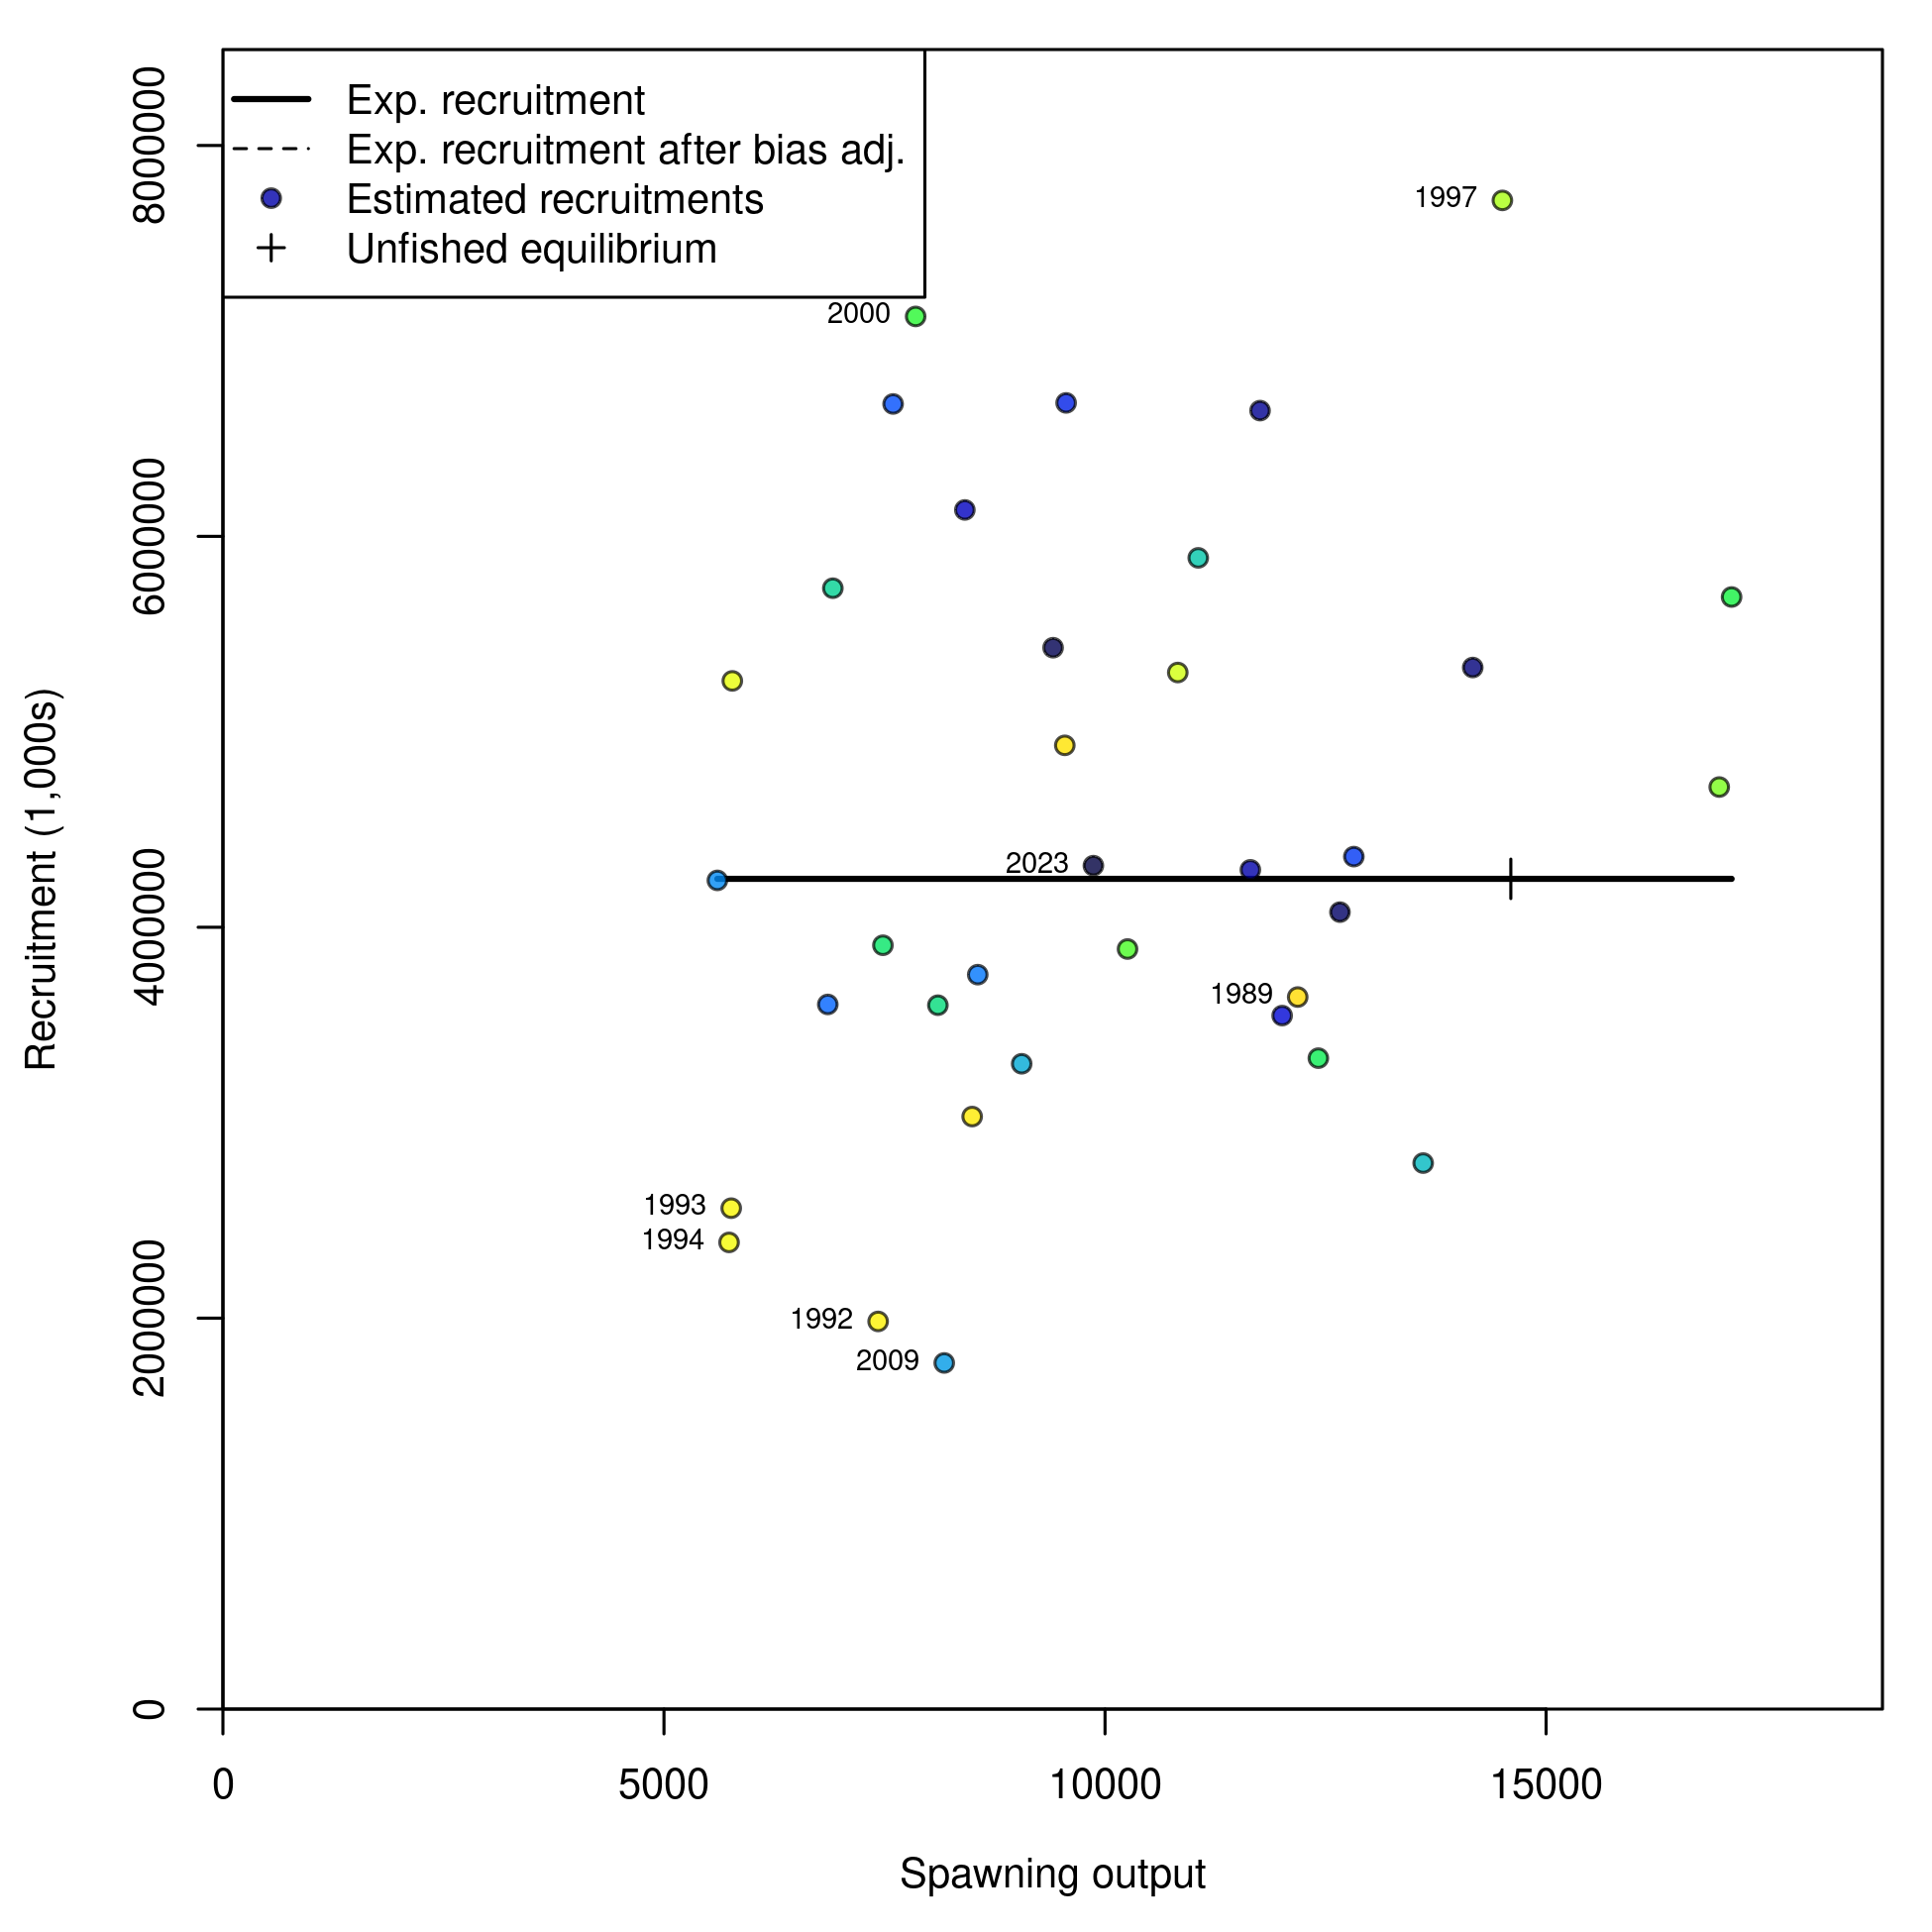 Exp. recruitment
Exp. recruitment after bias adj.
Estimated recruitments
Unfished equilibrium
1997
2000
2023
1989
1993
1994
1992
2009
Recruitment (1,000s)
8000000
6000000
4000000
2000000
0
0 5000 10000 15000
Spawning output